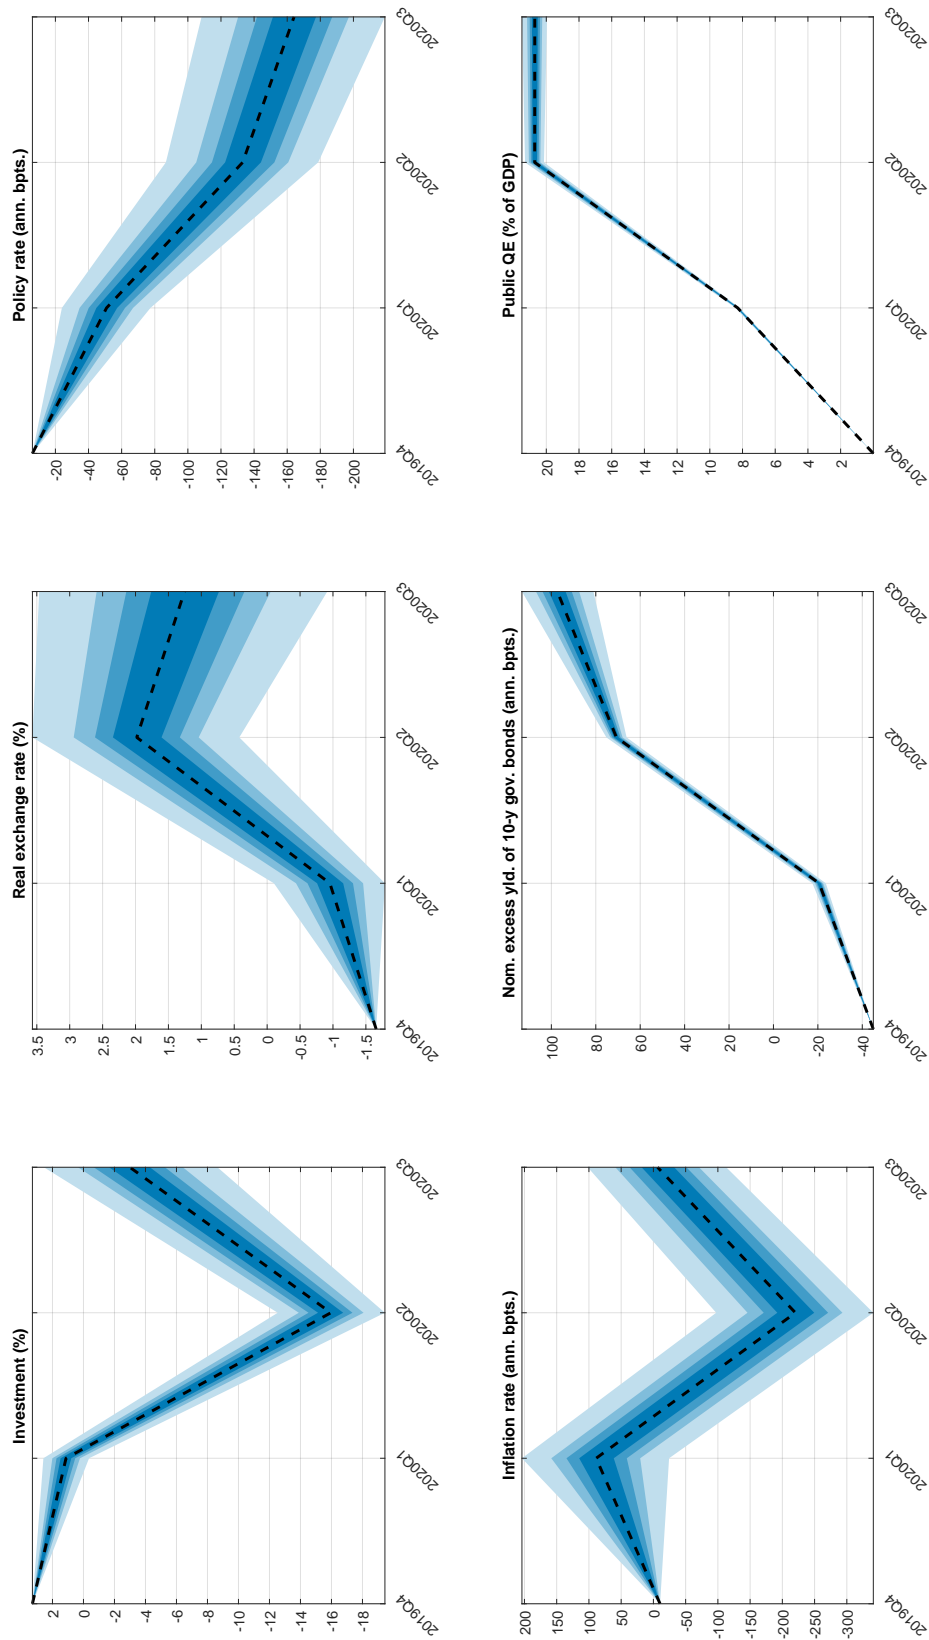 Investment (%)
2
0
-2
-4
-6
-8
-10
-12
-14
-16
-18
2019Q4
2020Q1
2020Q2
2020Q3
Real exchange rate (%)
3.5
3
2.5
2
1.5
1
0.5
0
-0.5
-1
-1.5
2019Q4
2020Q1
2020Q2
2020Q3
Policy rate (ann. bpts.)
-20
-40
-60
-80
-100
-120
-140
-160
-180
-200
2019Q4
2020Q1
2020Q2
2020Q3
Inflation rate (ann. bpts.)
200
150
100
50
0
-50
-100
-150
-200
-250
-300
2019Q4
2020Q1
2020Q2
2020Q3
Nom. excess yld. of 10-y gov. bonds (ann. bpts.)
100
80
60
40
20
0
-20
-40
2019Q4
2020Q1
2020Q2
2020Q3
Public QE (% of GDP)
20
18
16
14
12
10
8
6
4
2
2019Q4
2020Q1
2020Q2
2020Q3